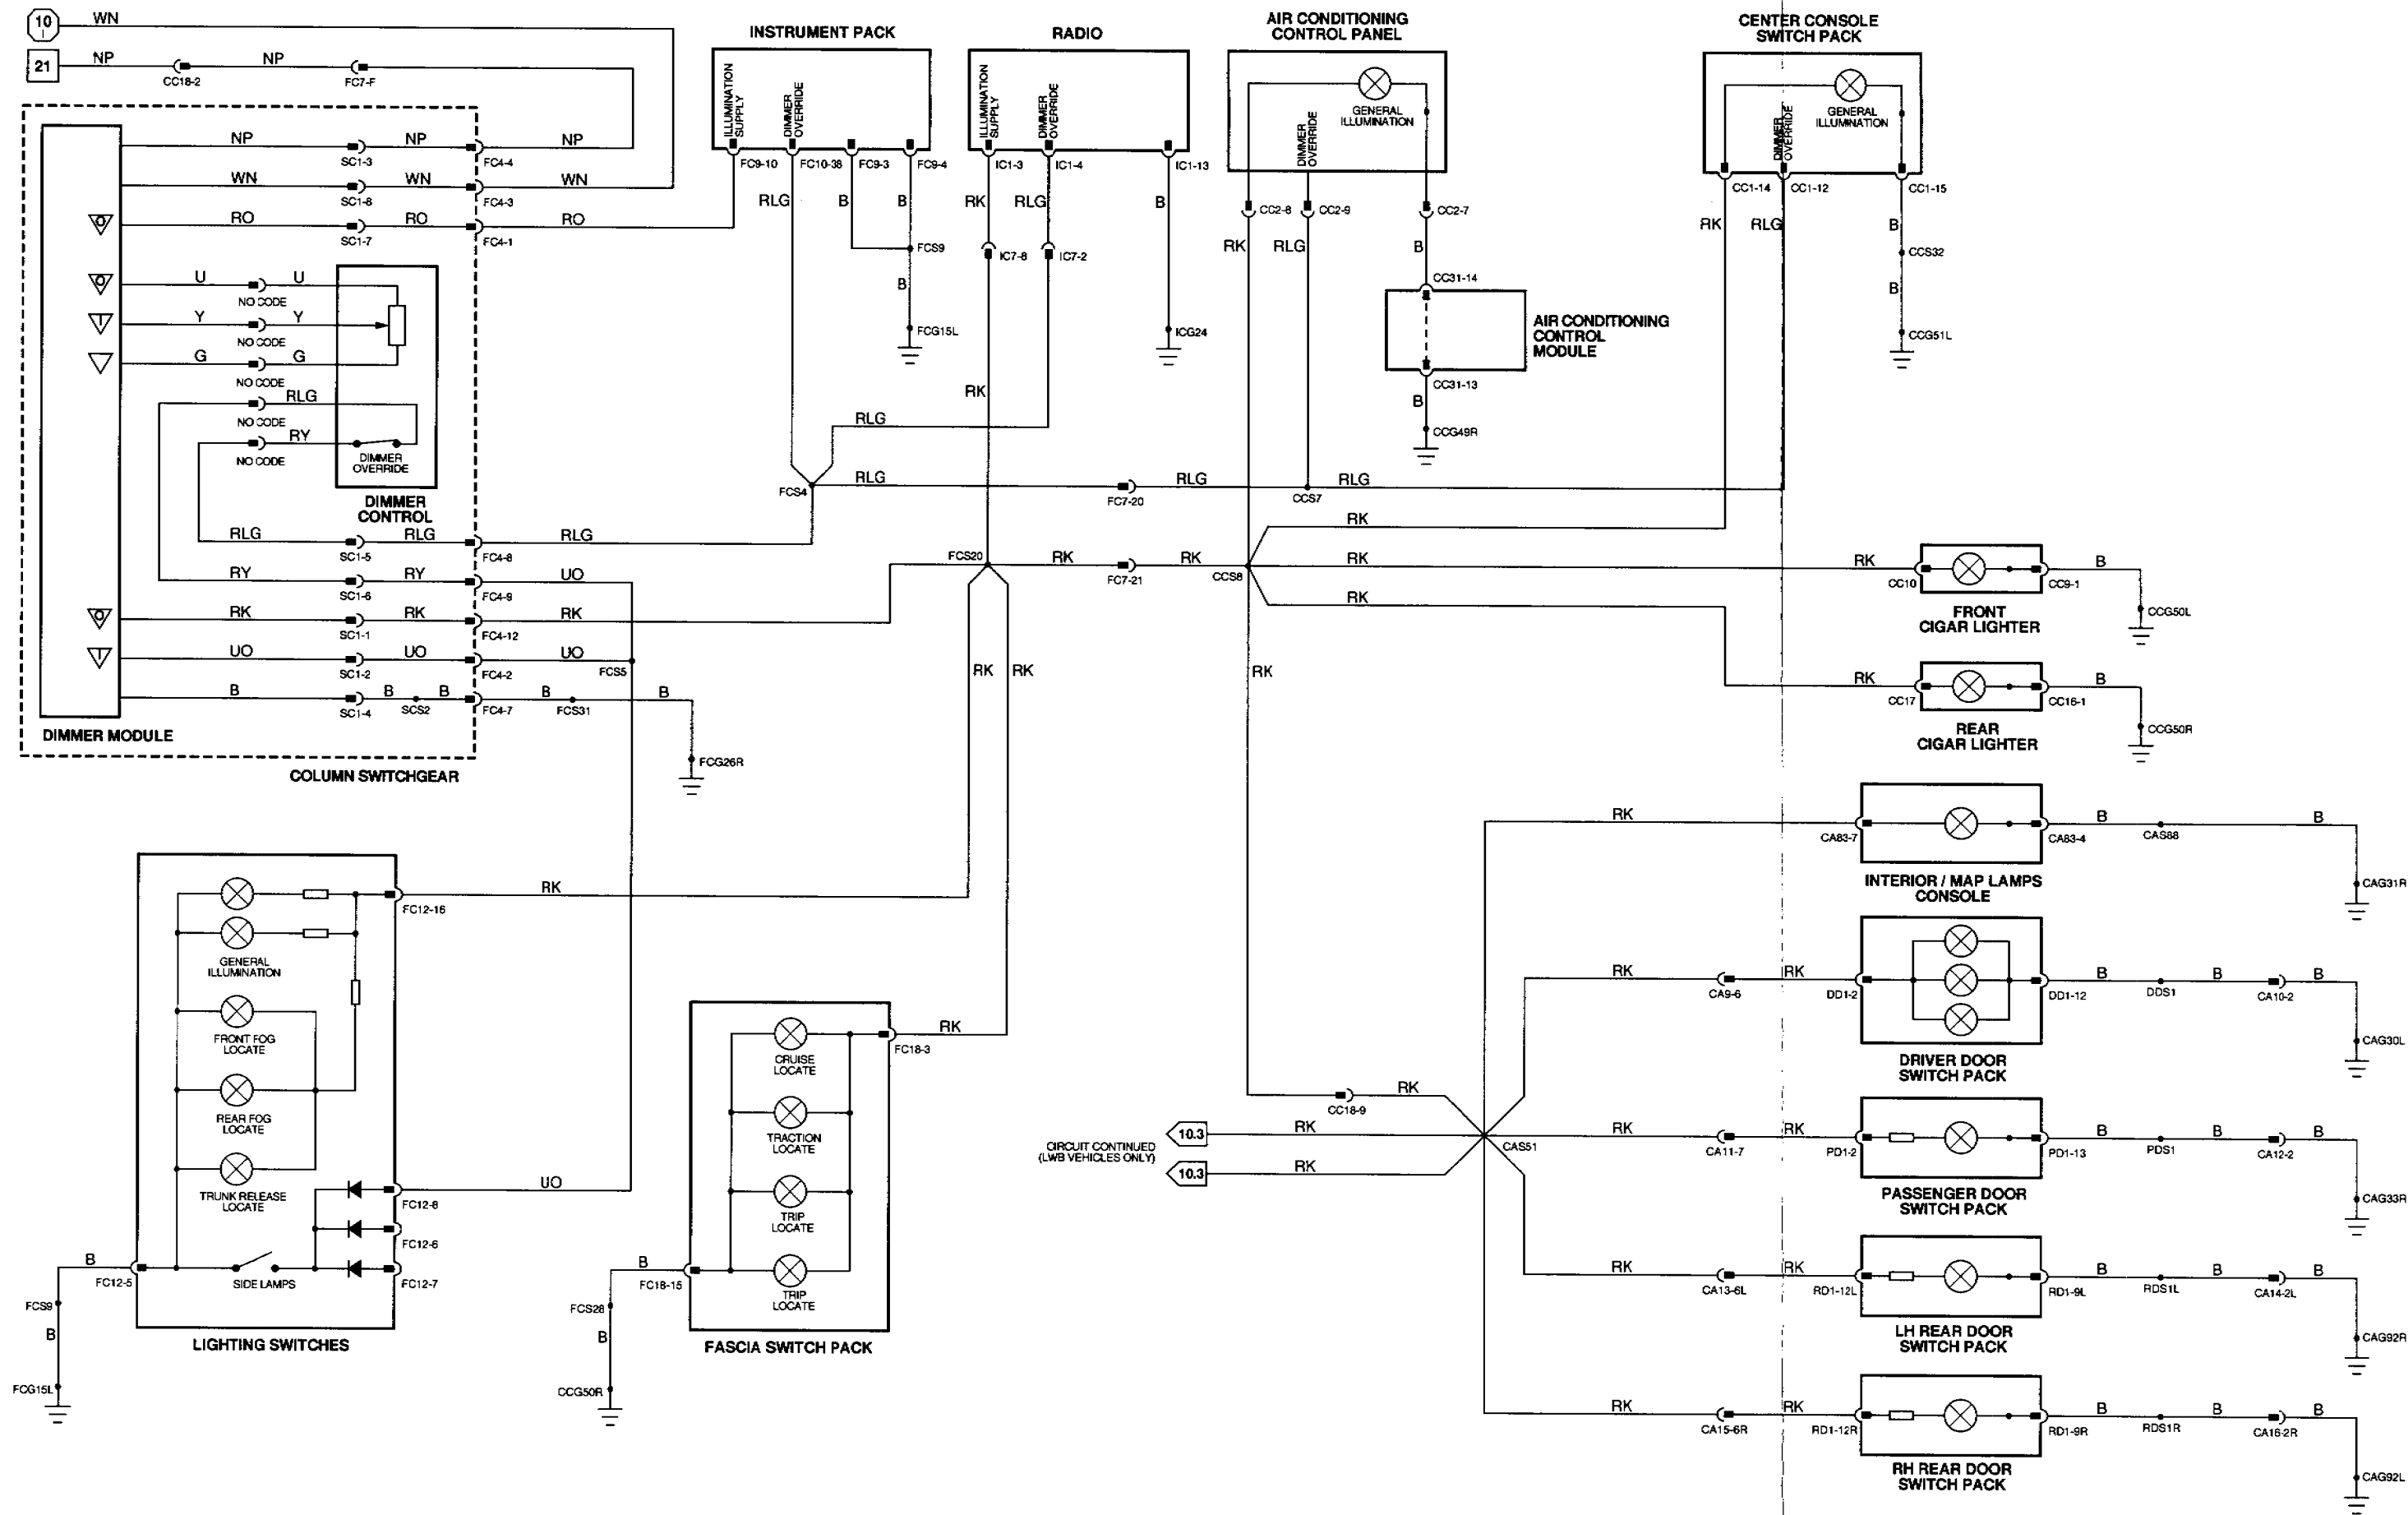 10
WN
21
NP
CC18-2
NP
FC7-F
NP
SC1-3
NP
FC4-4
NP
WN
SC1-8
WN
FC4-3
WN
O
RO
SC1-7
RO
FC4-1
RO
O
U
NO CODE
U
I
Y
NO CODE
Y
G
NO CODE
G
NO CODE
RLG
NO CODE
RY
DIMMER
OVERRIDE
DIMMER
CONTROL
RLG
SC1-5
RLG
FC4-8
RLG
RY
SC1-6
RY
FC4-9
UO
O
RK
SC1-1
RK
FC4-12
RK
I
UO
SC1-2
UO
FC4-2
UO
FCS5
B
SC1-4
B
SCS2
B
FC4-7
B
FCS31
B
FCG26R
DIMMER MODULE
COLUMN SWITCHGEAR
INSTRUMENT PACK
ILLUMINATION
SUPPLY
DIMMER
OVERRIDE
FC9-10
FC10-38
FC9-3
FC9-4
RLG
B
B
FCS9
B
FCG15L
RADIO
ILLUMINATION
SUPPLY
DIMMER
OVERRIDE
IC1-3
IC1-4
IC1-13
RK
RLG
B
IC7-8
IC7-2
ICG24
RK
RLG
FCS4
RLG
FC7-20
RLG
CCS7
RLG
AIR CONDITIONING
CONTROL PANEL
GENERAL
ILLUMINATION
DIMMER
OVERRIDE
CC2-8
CC2-9
CC2-7
RK
RLG
B
CC31-14
AIR CONDITIONING
CONTROL
MODULE
CC31-13
B
CCG49R
CENTER CONSOLE
SWITCH PACK
GENERAL
ILLUMINATION
DIMMER
OVERRIDE
CC1-14
CC1-12
CC1-15
RK
RLG
B
CCS32
B
CCG51L
FCS20
RK
FC7-21
RK
CCS8
RK
RK
RK
RK
CC10
CC9-1
B
CCG50L
FRONT
CIGAR LIGHTER
RK
CC17
CC16-1
B
CCG50R
REAR
CIGAR LIGHTER
RK
RK
RK
RK
CA83-7
CA83-4
B
CAS88
B
CAG31R
INTERIOR / MAP LAMPS
CONSOLE
RK
CA9-6
RK
DD1-2
DD1-12
B
DDS1
B
CA10-2
B
CAG30L
DRIVER DOOR
SWITCH PACK
CC18-9
RK
CIRCUIT CONTINUED
(LWB VEHICLES ONLY)
10.3
RK
10.3
RK
CAS51
RK
CA11-7
RK
PD1-2
PD1-13
B
PDS1
B
CA12-2
B
CAG33R
PASSENGER DOOR
SWITCH PACK
RK
CA13-6L
RK
RD1-12L
RD1-9L
B
RDS1L
B
CA14-2L
B
CAG92R
LH REAR DOOR
SWITCH PACK
RK
CA15-6R
RK
RD1-12R
RD1-9R
B
RDS1R
B
CA16-2R
B
CAG92L
RH REAR DOOR
SWITCH PACK
FC12-16
RK
GENERAL
ILLUMINATION
FRONT FOG
LOCATE
REAR FOG
LOCATE
TRUNK RELEASE
LOCATE
FC12-8
UO
FC12-6
FC12-7
SIDE LAMPS
B
FC12-5
FCS9
B
FCG15L
LIGHTING SWITCHES
FC18-3
RK
CRUISE
LOCATE
TRACTION
LOCATE
TRIP
LOCATE
TRIP
LOCATE
B
FC18-15
FCS28
B
CCG50R
FASCIA SWITCH PACK